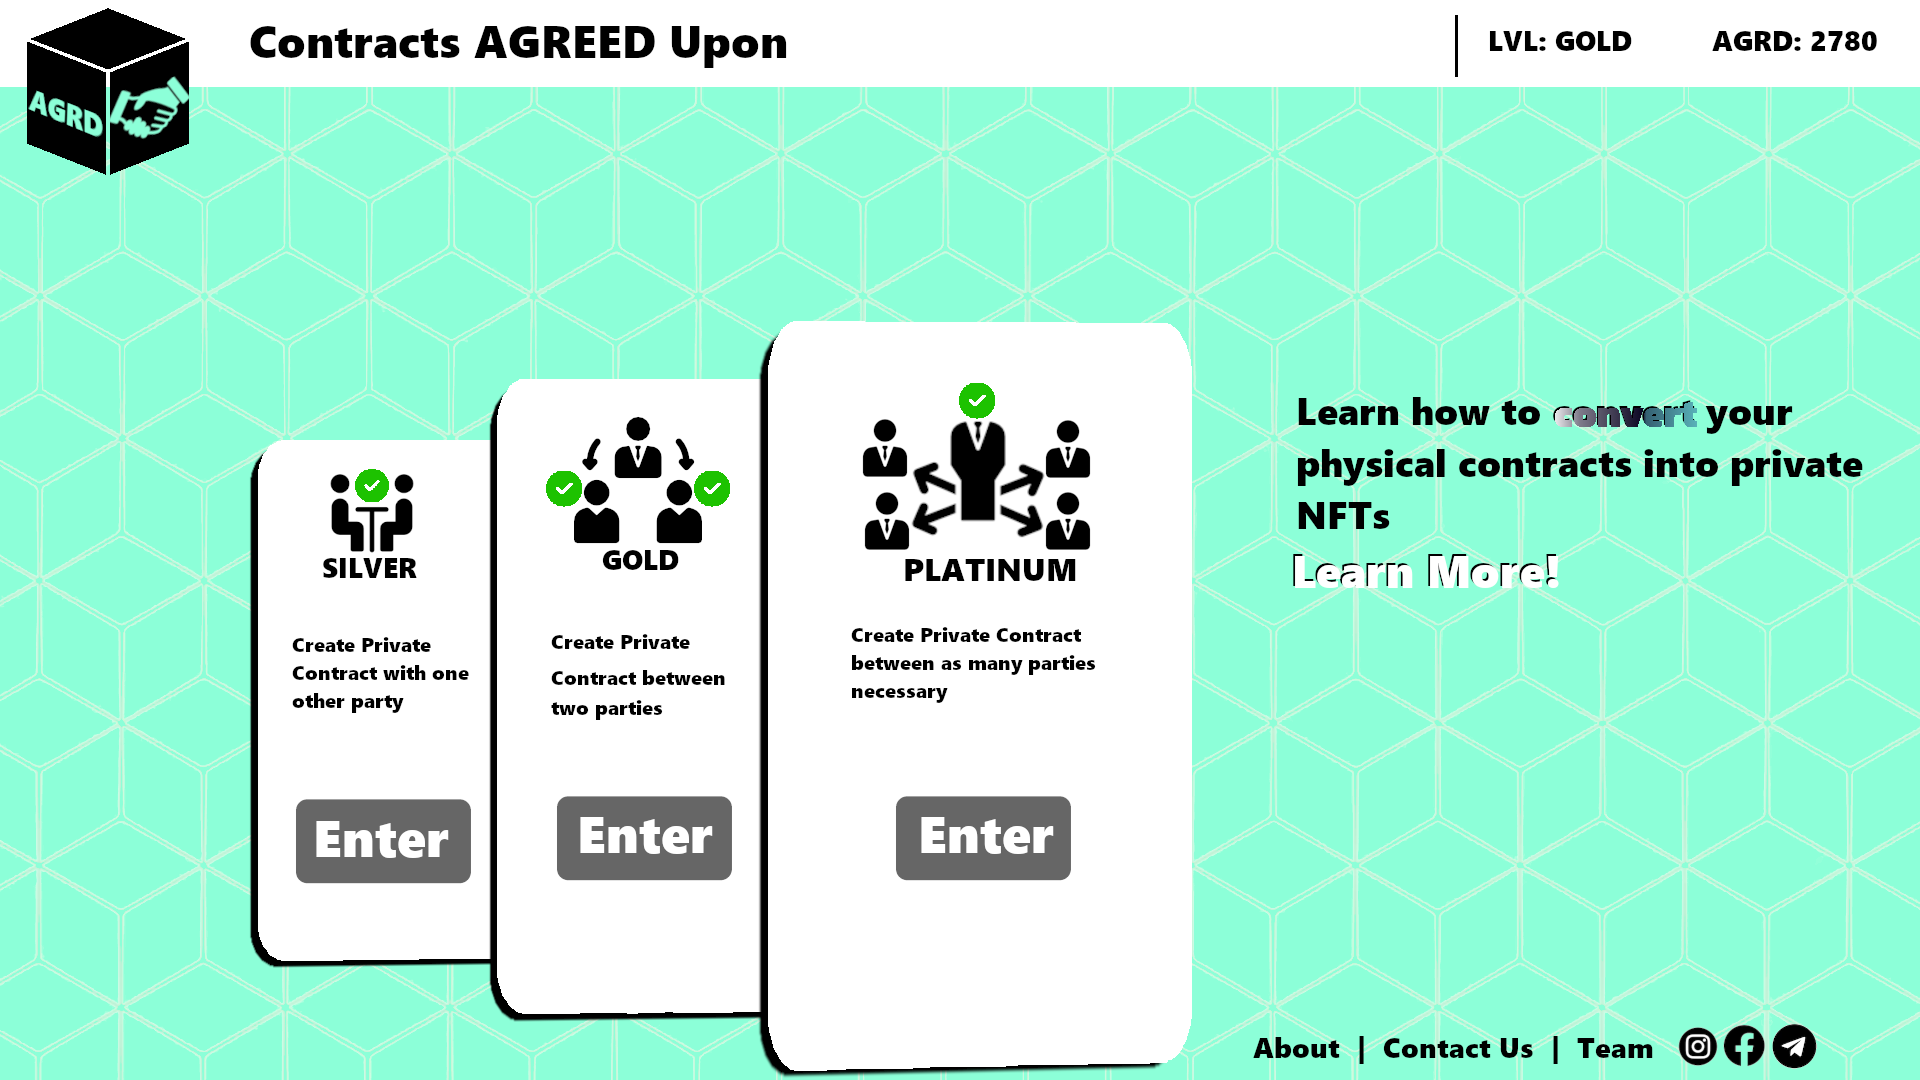 Contracts AGREED Upon
LVL: GOLD
AGRD: 2780
AGRD
SILVER
Create Private
Contract with one
other party
Enter
GOLD
Create Private
Contract between
two parties
Enter
PLATINUM
Create Private Contract
between as many parties
necessary
Enter
Learn how to convert your
physical contracts into private
NFTs
Learn More!
About | Contact Us | Team